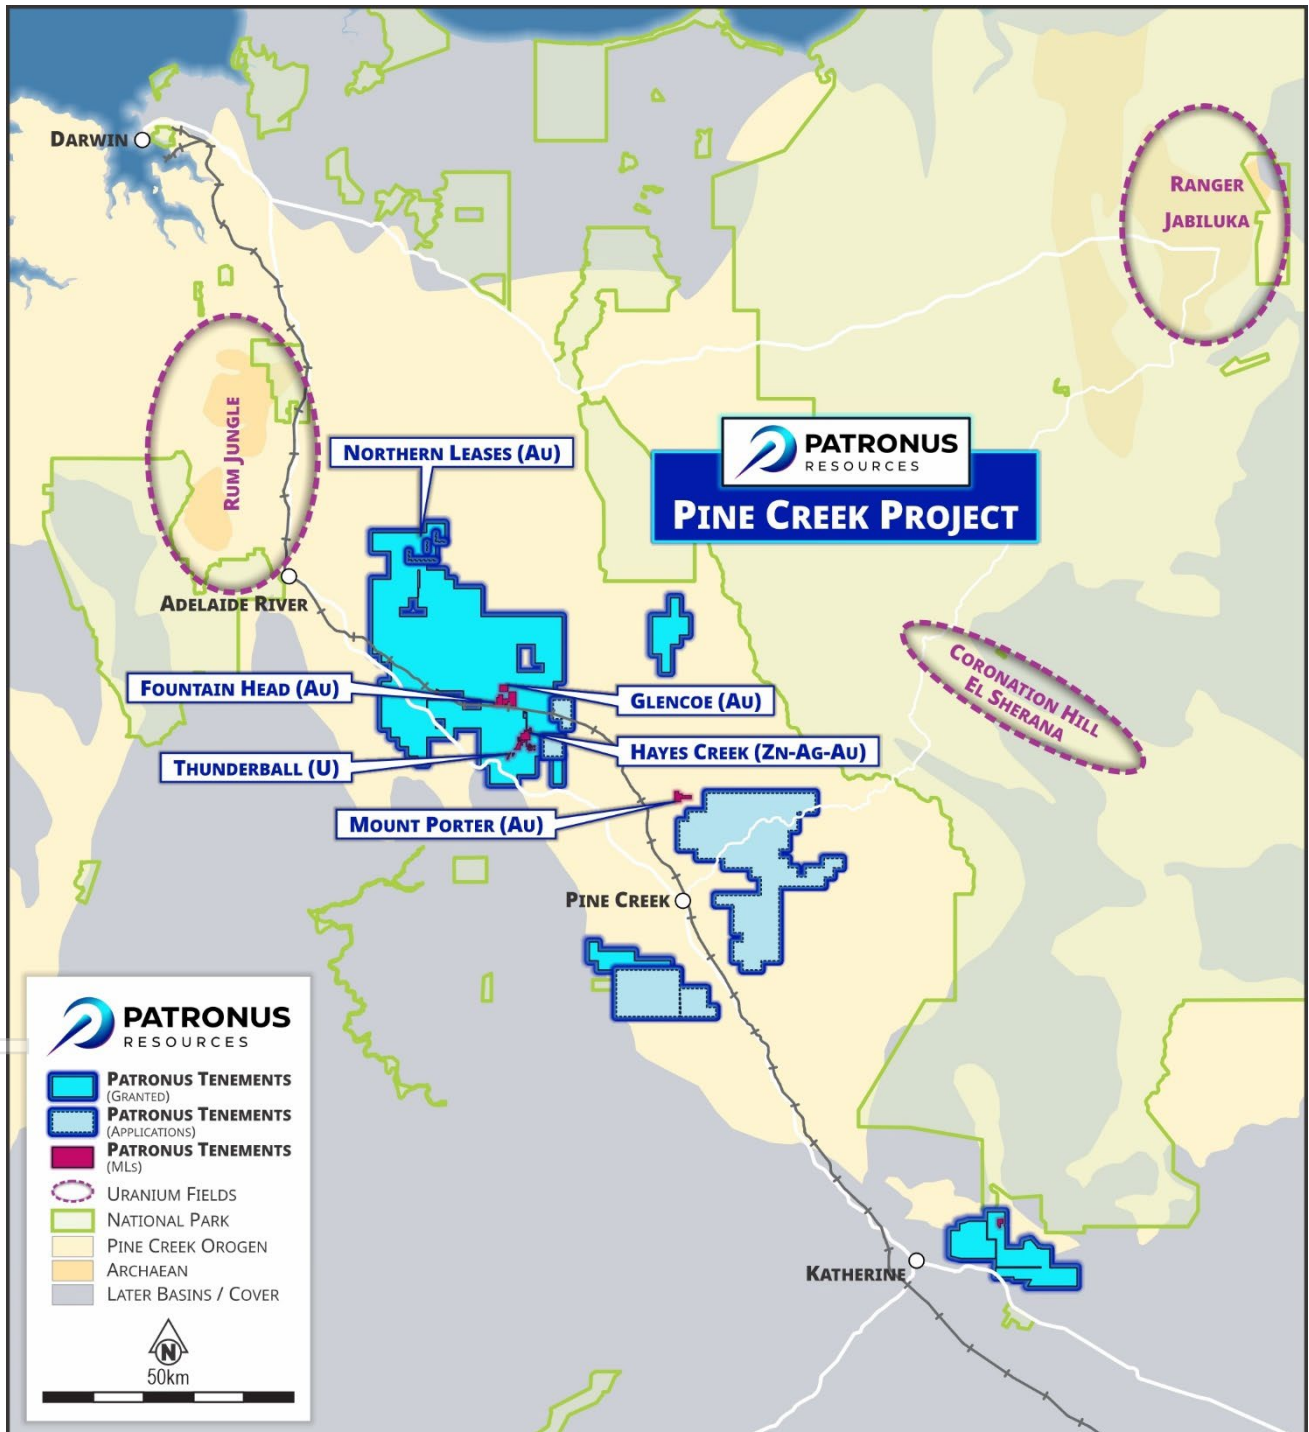 DARWIN
RANGER
JABILUKA
RUM JUNGLE
NORTHERN LEASES (AU)
PATRONUS
RESOURCES
PINE CREEK PROJECT
ADELAIDE RIVER
CORONATION HILL
EL SHERANA
FOUNTAIN HEAD (AU)
GLENCOE (AU)
HAYES CREEK (ZN-AG-AU)
THUNDERBALL (U)
MOUNT PORTER (AU)
PINE CREEK
KATHERINE
PATRONUS
RESOURCES
PATRONUS TENEMENTS
(GRANTED)
PATRONUS TENEMENTS
(APPLICATIONS)
PATRONUS TENEMENTS
(MLs)
URANIUM FIELDS
NATIONAL PARK
PINE CREEK OROGEN
ARCHAEAN
LATER BASINS / COVER
N
50km